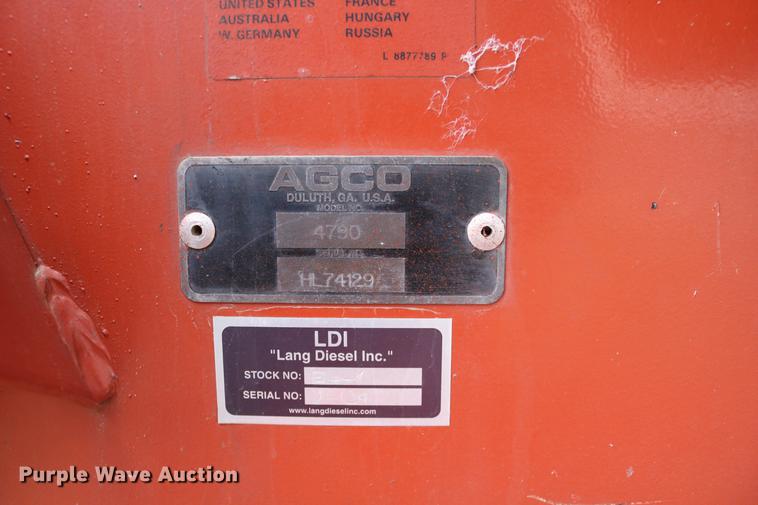 UNITED STATES FRANCE
AUSTRALIA HUNGARY
W. GERMANY RUSSIA
L 8877789
AGCO
DULUTH, GA. U.S.A.
MODEL NO.
4790
HL74129
LDI
"Lang Diesel Inc."
STOCK NO:
SERIAL NO:
www.langdieselinc.com
Purple Wave Auction